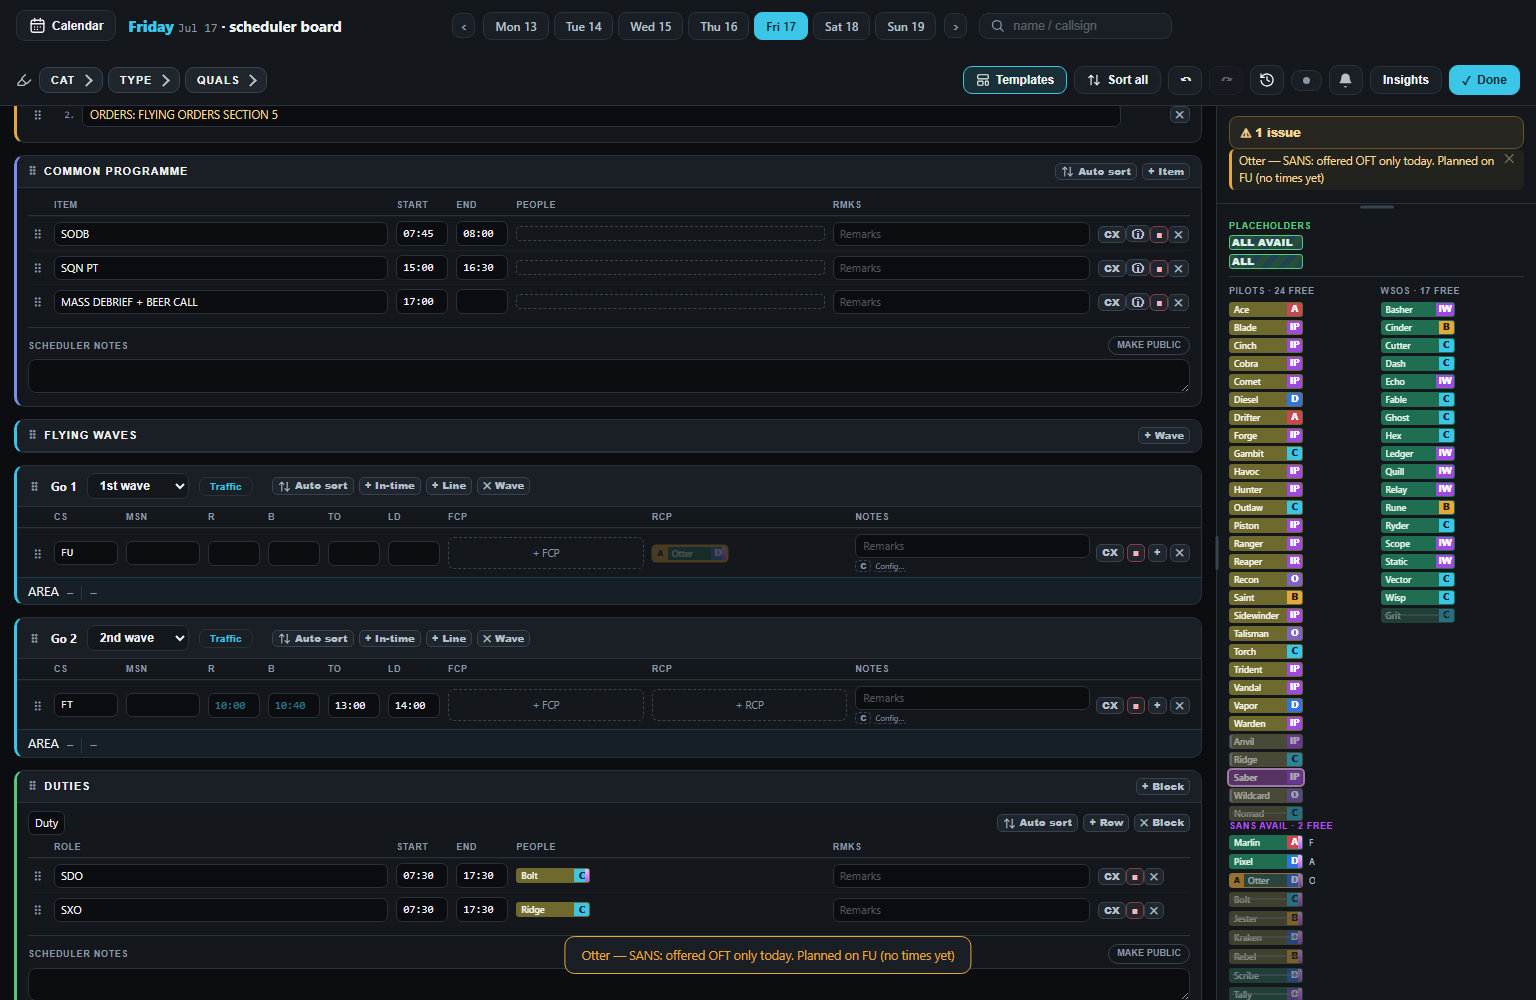 Calendar
Friday Jul 17 · scheduler board
‹ Mon 13 Tue 14 Wed 15 Thu 16 Fri 17 Sat 18 Sun 19 ›
name / callsign
CAT TYPE QUALS
Templates Sort all Insights ✓ Done
2. ORDERS: FLYING ORDERS SECTION 5
COMMON PROGRAMME
Auto sort + Item
ITEM START END PEOPLE RMKS
SODB 07:45 08:00 Remarks CX
SQN PT 15:00 16:30 Remarks CX
MASS DEBRIEF + BEER CALL 17:00 Remarks CX
SCHEDULER NOTES MAKE PUBLIC
FLYING WAVES + Wave
Go 1 1st wave Traffic Auto sort + In-time + Line X Wave
CS MSN R B TO LD FCP RCP NOTES
FU + FCP A Otter D Remarks CX +
C Config...
AREA – –
Go 2 2nd wave Traffic Auto sort + In-time + Line X Wave
CS MSN R B TO LD FCP RCP NOTES
FT 10:00 10:40 13:00 14:00 + FCP + RCP Remarks CX +
C Config...
AREA – –
DUTIES + Block
Duty Auto sort + Row X Block
ROLE START END PEOPLE RMKS
SDO 07:30 17:30 Bolt C Remarks CX
SXO 07:30 17:30 Ridge C Remarks CX
SCHEDULER NOTES MAKE PUBLIC
Otter — SANS: offered OFT only today. Planned on FU (no times yet)
⚠ 1 issue
Otter — SANS: offered OFT only today. Planned on
FU (no times yet)
PLACEHOLDERS
ALL AVAIL
ALL
PILOTS · 24 FREE
Ace A
Blade IP
Cinch IP
Cobra IP
Comet IP
Diesel D
Drifter A
Forge IP
Gambit C
Havoc IP
Hunter IP
Outlaw C
Piston IP
Ranger IP
Reaper IR
Recon O
Saint B
Sidewinder IP
Talisman O
Torch C
Trident IP
Vandal IP
Vapor D
Warden IP
Anvil IP
Ridge C
Saber IP
Wildcard O
Nomad C
WSOS · 17 FREE
Basher IW
Cinder B
Cutter C
Dash C
Echo IW
Fable C
Ghost C
Hex C
Ledger IW
Quill IW
Relay IW
Rune B
Ryder C
Scope IW
Static IW
Vector C
Wisp C
Grit C
SANS AVAIL · 2 FREE
Marlin A F
Pixel D A
A Otter D O
Bolt C
Jester B
Kraken D
Rebel B
Scribe D
Tally O